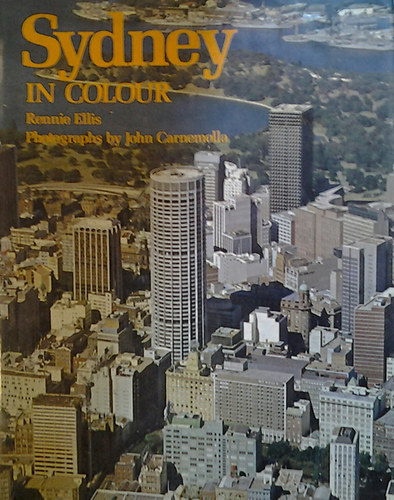 Sydney
IN COLOUR
Rennie Ellis
Photographs by John Carnemolla